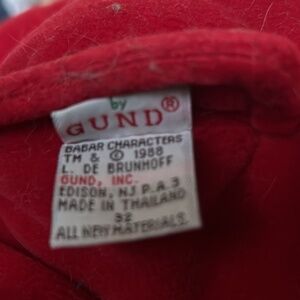 by
GUND®
BABAR CHARACTERS
TM & © 1988
L. DE BRUNHOFF
GUND, INC.
EDISON, NJ P.A.3
MADE IN THAILAND
92
ALL NEW MATERIALS